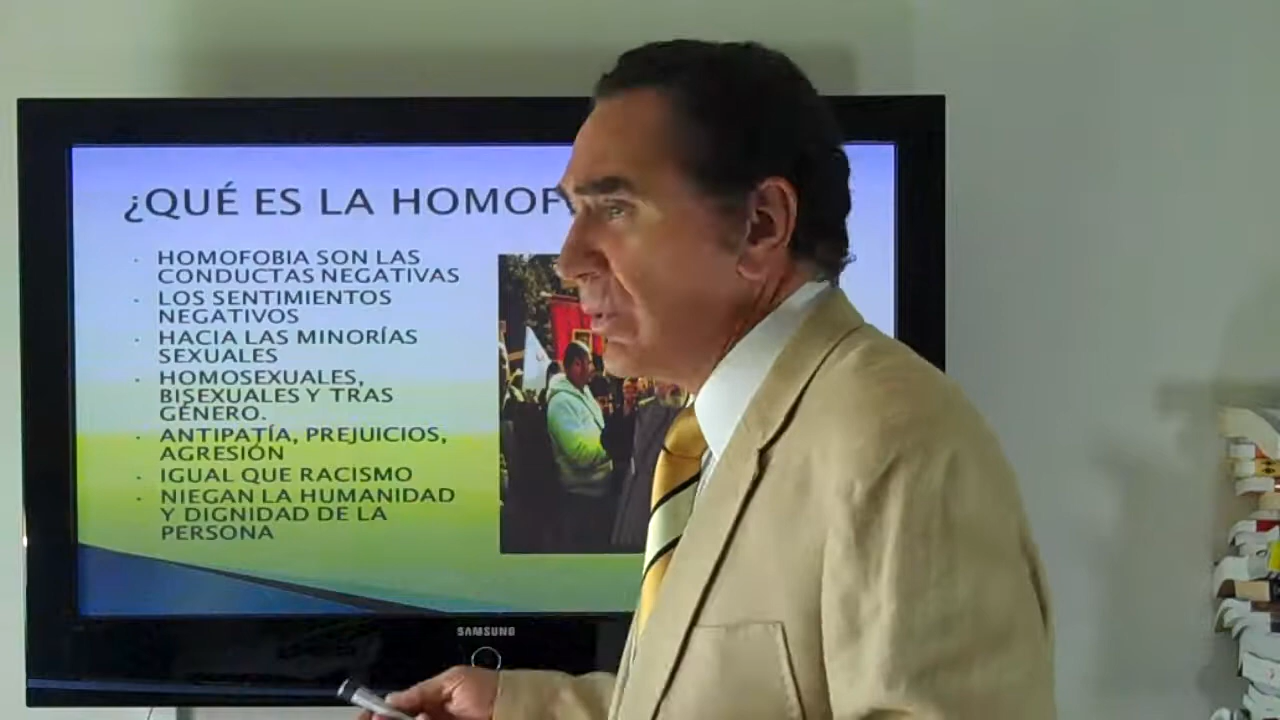 ¿QUÉ ES LA HOMOF
HOMOFOBIA SON LAS
CONDUCTAS NEGATIVAS
LOS SENTIMIENTOS
NEGATIVOS
HACIA LAS MINORÍAS
SEXUALES
HOMOSEXUALES,
BISEXUALES Y TRAS
GÉNERO.
ANTIPATÍA, PREJUICIOS,
AGRESIÓN
IGUAL QUE RACISMO
NIEGAN LA HUMANIDAD
Y DIGNIDAD DE LA
PERSONA
SAMSUNG